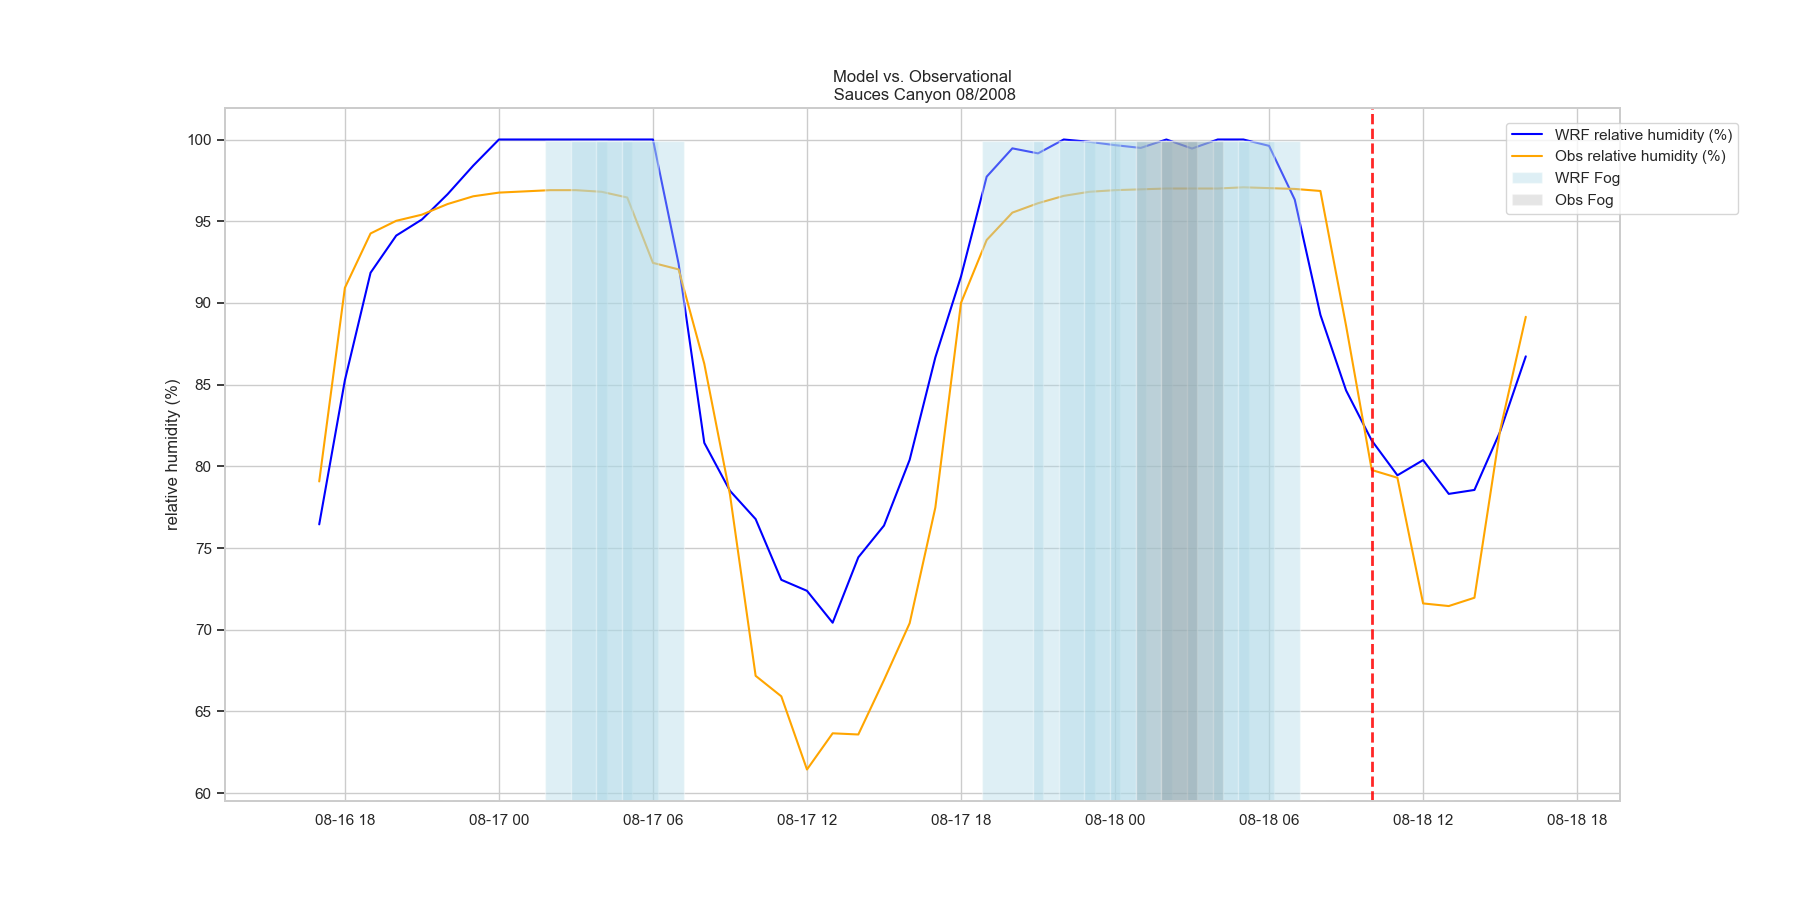 Model vs. Observational
Sauces Canyon 08/2008
WRF relative humidity (%)
Obs relative humidity (%)
WRF Fog
Obs Fog
relative humidity (%)
100
95
90
85
80
75
70
65
60
08-16 18
08-17 00
08-17 06
08-17 12
08-17 18
08-18 00
08-18 06
08-18 12
08-18 18